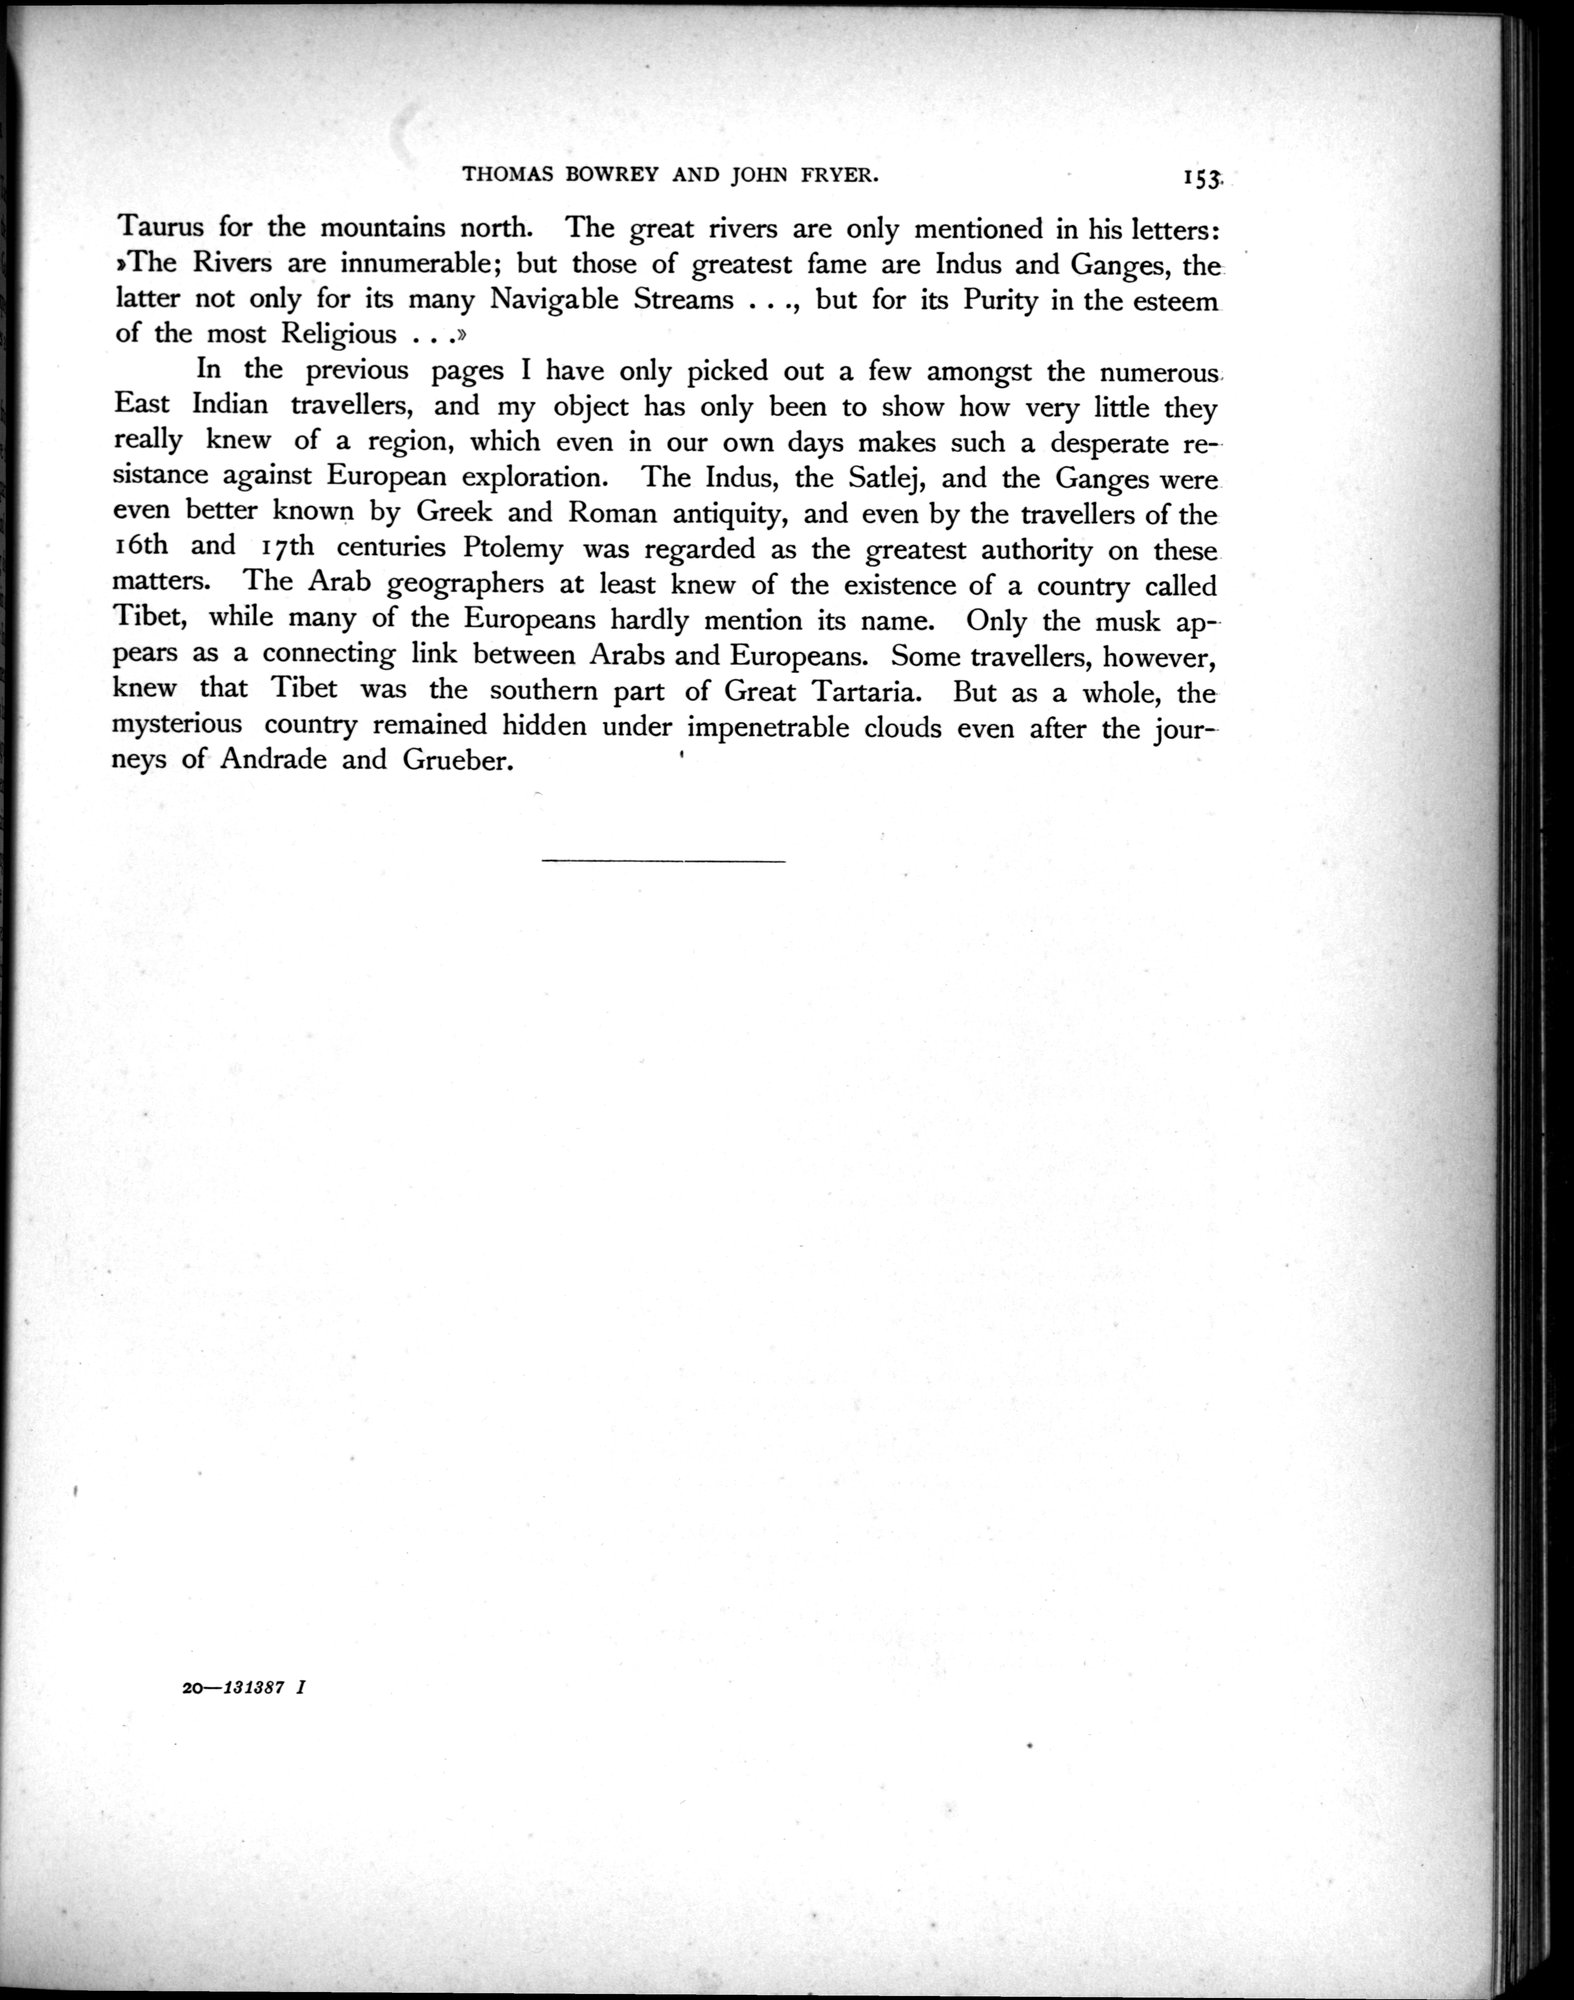 THOMAS BOWREY AND JOHN FRYER. 153
Taurus for the mountains north. The great rivers are only mentioned in his letters:
»The Rivers are innumerable; but those of greatest fame are Indus and Ganges, the
latter not only for its many Navigable Streams . . ., but for its Purity in the esteem
of the most Religious . . .»
In the previous pages I have only picked out a few amongst the numerous
East Indian travellers, and my object has only been to show how very little they
really knew of a region, which even in our own days makes such a desperate re-
sistance against European exploration. The Indus, the Satlej, and the Ganges were
even better known by Greek and Roman antiquity, and even by the travellers of the
16th and 17th centuries Ptolemy was regarded as the greatest authority on these
matters. The Arab geographers at least knew of the existence of a country called
Tibet, while many of the Europeans hardly mention its name. Only the musk ap-
pears as a connecting link between Arabs and Europeans. Some travellers, however,
knew that Tibet was the southern part of Great Tartaria. But as a whole, the
mysterious country remained hidden under impenetrable clouds even after the jour-
neys of Andrade and Grueber.
20—131387 I